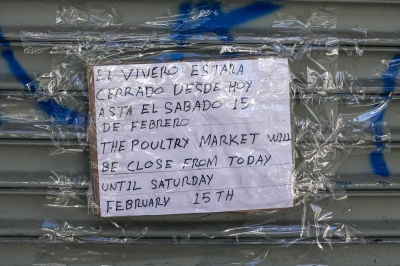 EL VIVERO ESTARA
CERRADO DESDE HOY
ASTA EL SABADO 15
DE FEBRERO
THE POULTRY MARKET WILL
BE CLOSE FROM TODAY
UNTIL SATURDAY
FEBRUARY 15TH